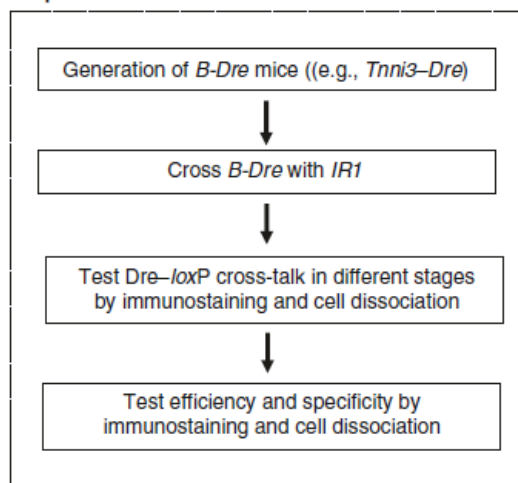 Generation of B-Dre mice ((e.g., Tnni3–Dre)
Cross B-Dre with IR1
Test Dre–loxP cross-talk in different stages
by immunostaining and cell dissociation
Test efficiency and specificity by
immunostaining and cell dissociation